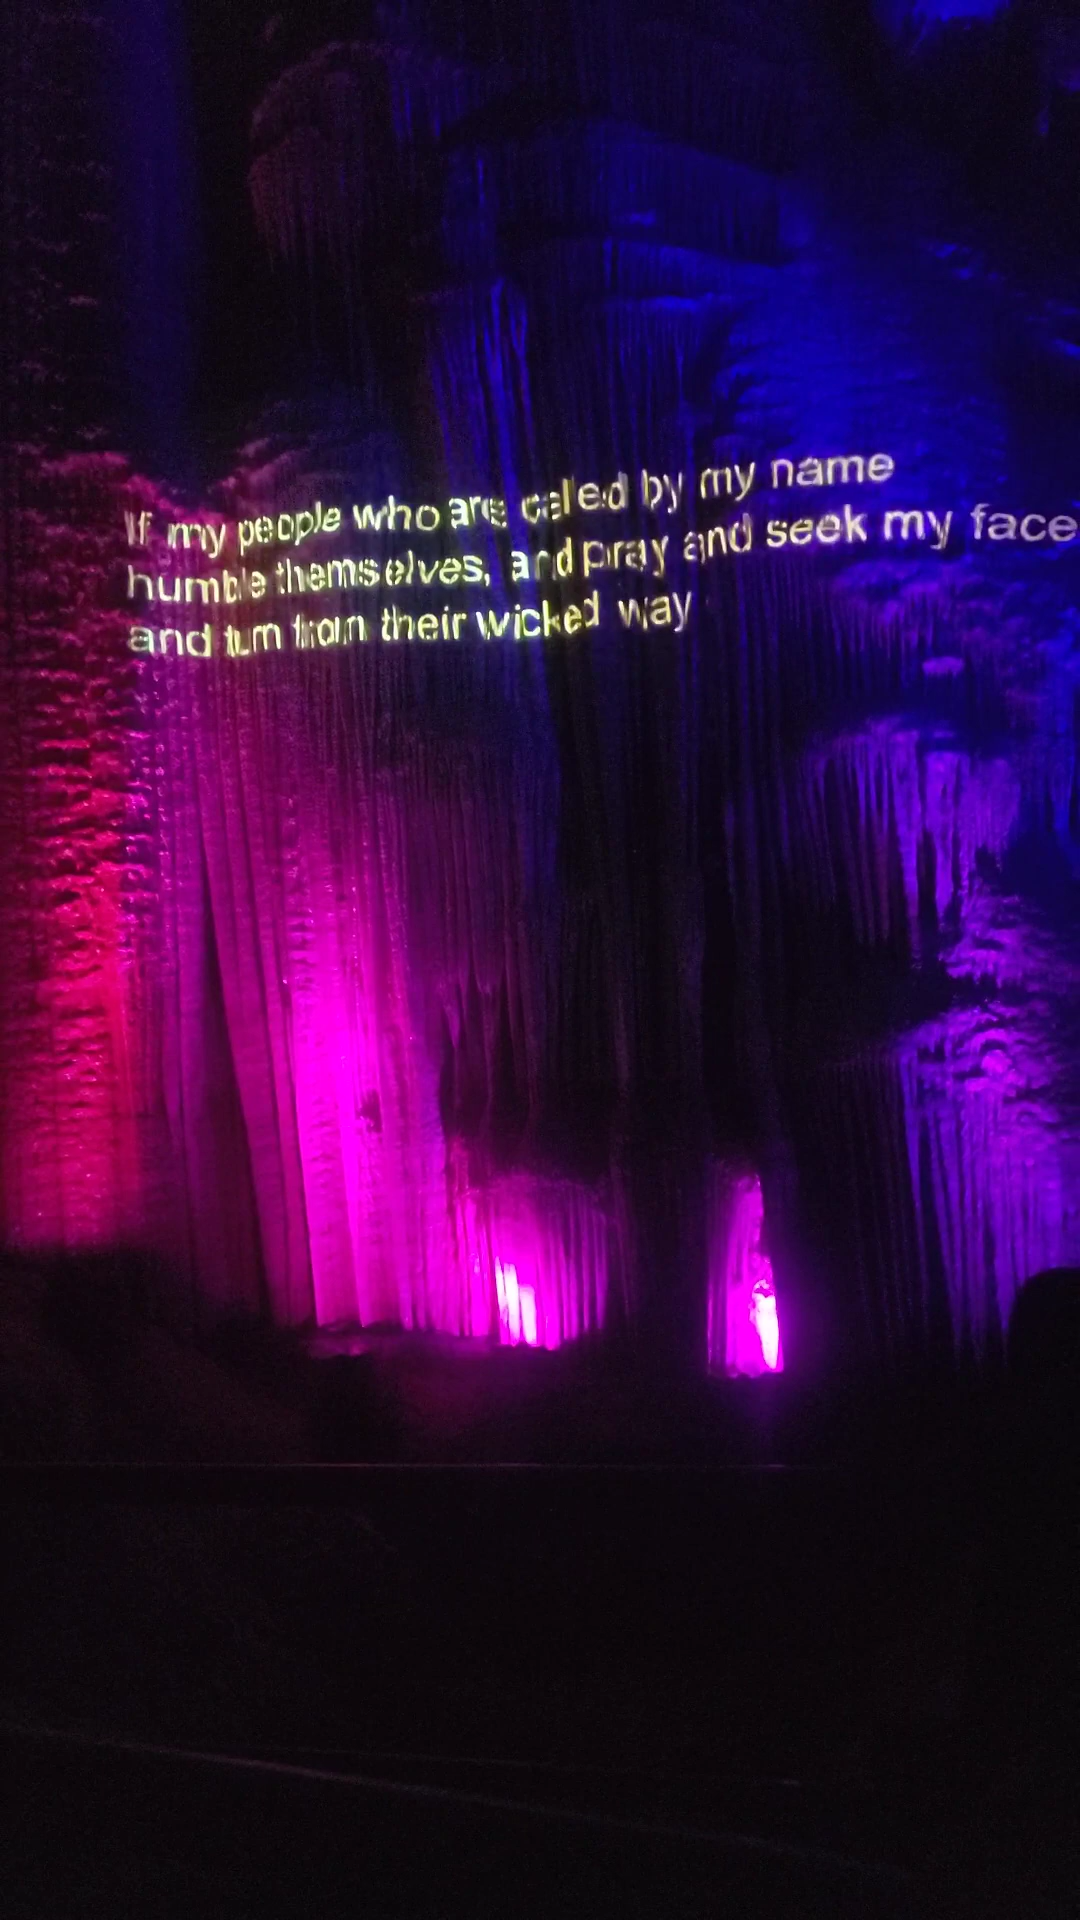 If my people who are called by my name
humble themselves, and pray and seek my face
and turn from their wicked way